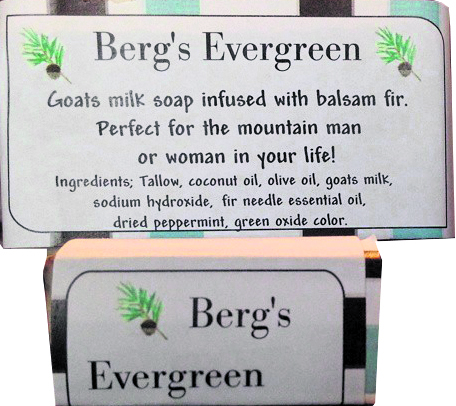 Berg's Evergreen
Goats milk soap infused with balsam fir.
Perfect for the mountain man
or woman in your life!
Ingredients; Tallow, coconut oil, olive oil, goats milk,
sodium hydroxide, fir needle essential oil,
dried peppermint, green oxide color.
Berg's
Evergreen